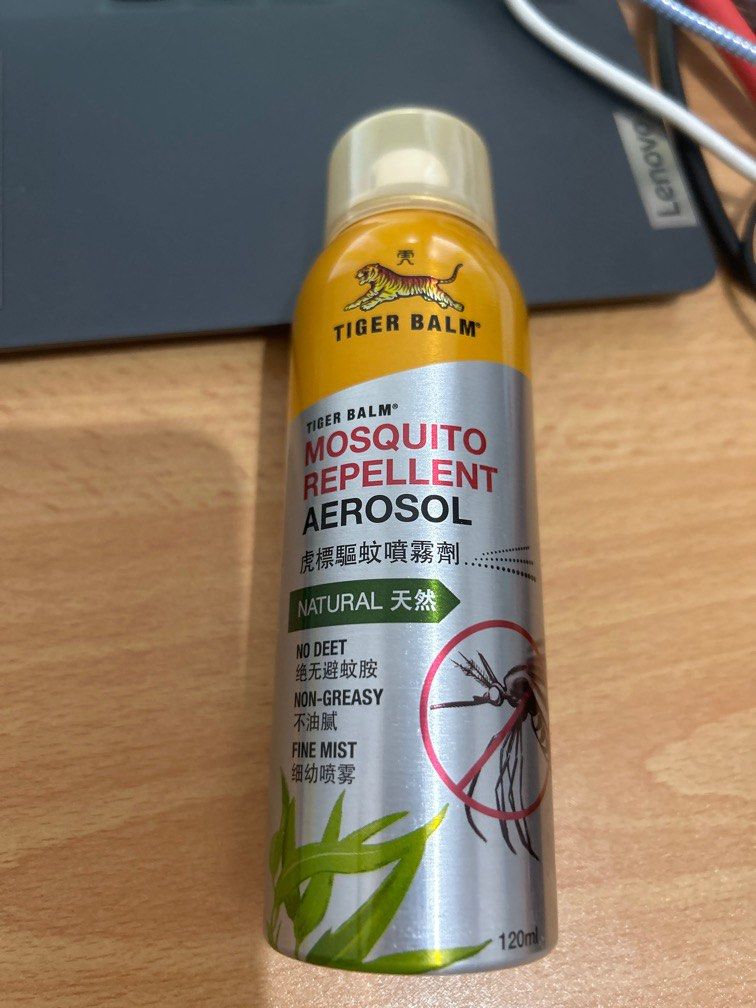 Lenovo
虎
TIGER BALM®
TIGER BALM®
MOSQUITO
REPELLENT
AEROSOL
虎標驅蚊噴霧劑
NATURAL 天然
NO DEET
绝无避蚊胺
NON-GREASY
不油腻
FINE MIST
细幼喷雾
120ml